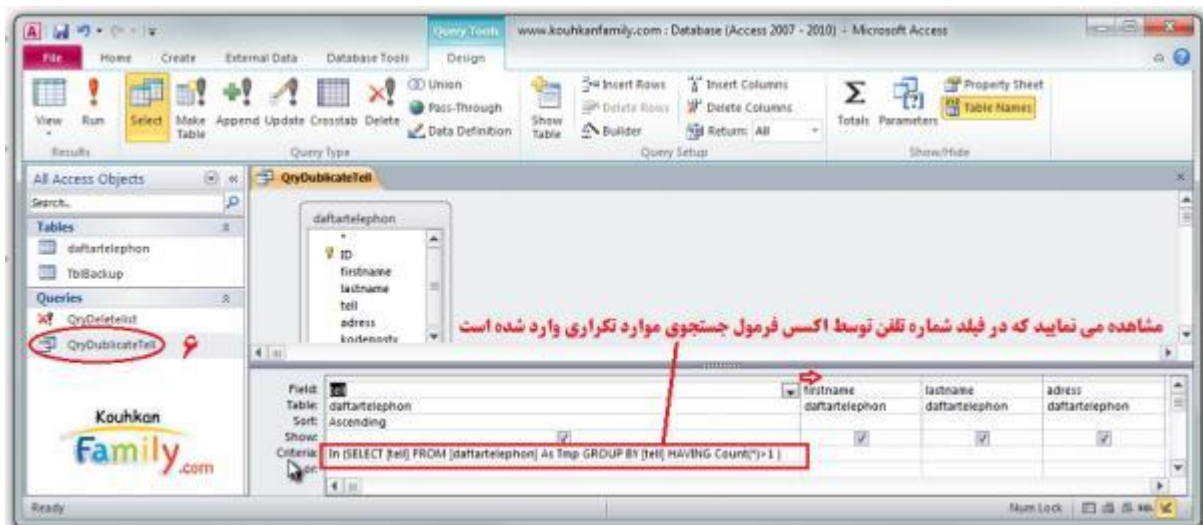 Query Tools www.kouhkanfamily.com : Database (Access 2007 - 2010) - Microsoft Access
File Home Create External Data Database Tools Design
View Run Select Make Table Append Update Crosstab Delete
Union
Pass-Through
Data Definition
Show Table
Insert Rows
Delete Rows
Builder
Insert Columns
Delete Columns
Return: All
Totals Parameters
Property Sheet
Table Names
Results Query Type Query Setup Show/Hide
All Access Objects
Search..
Tables
daftartelephon
TblBackup
Queries
QryDeletelist
QryDublicateTell
۶
Kouhkan
Family.com
QryDublicateTell
daftartelephon
*
ID
firstname
lastname
tell
adress
kodeposty
مشاهده می نمایید که در فیلد شماره تلفن توسط اکسس فرمول جستجوی موارد تکراری وارد شده است
Field: tell firstname lastname adress
Table: daftartelephon daftartelephon daftartelephon daftartelephon
Sort: Ascending
Show:
Criteria: In (SELECT [tell] FROM [daftartelephon] As Tmp GROUP BY [tell] HAVING Count(*)>1 )
or:
Ready Num Lock